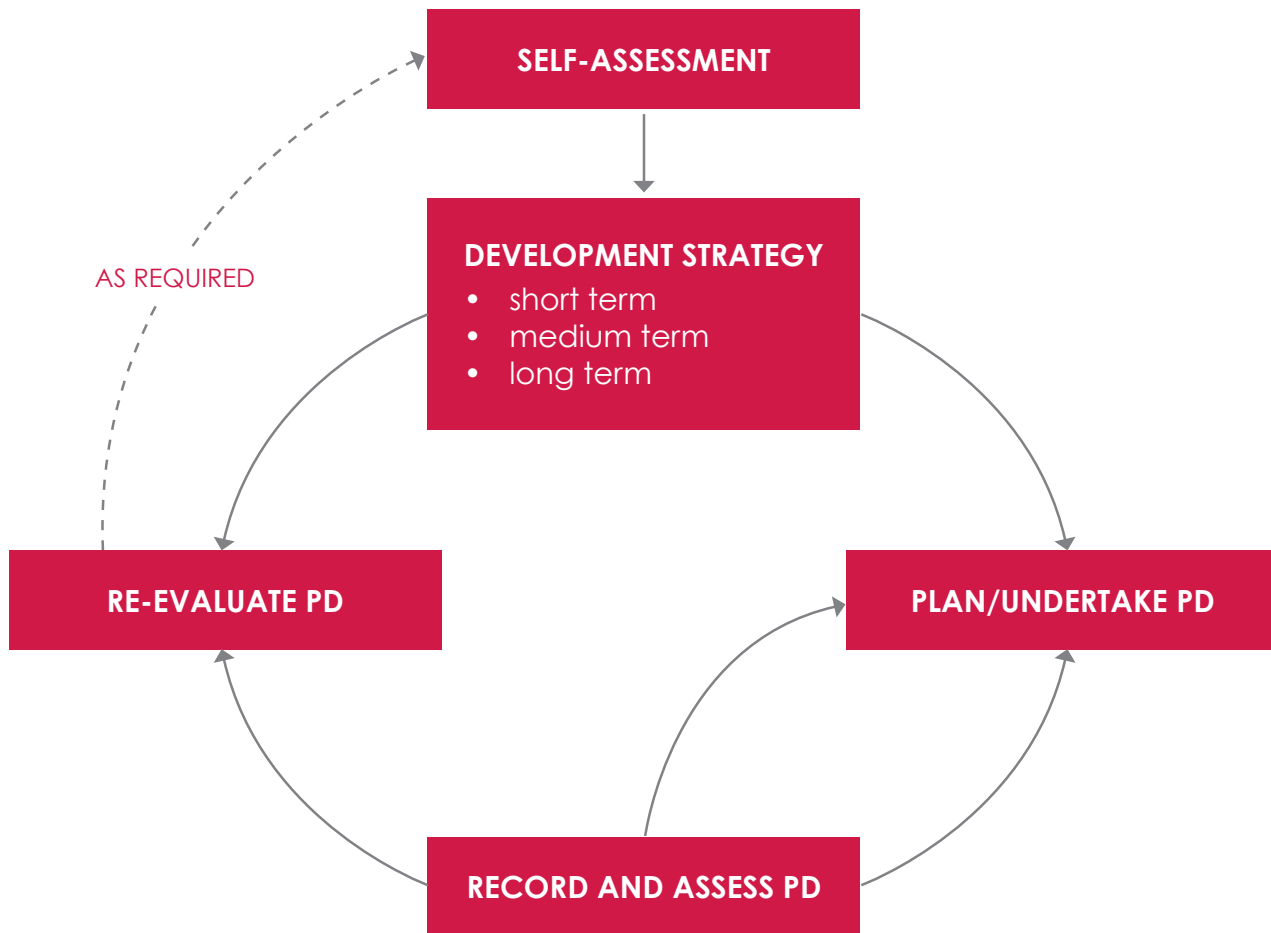 SELF-ASSESSMENT
DEVELOPMENT STRATEGY
• short term
• medium term
• long term
AS REQUIRED
RE-EVALUATE PD
PLAN/UNDERTAKE PD
RECORD AND ASSESS PD